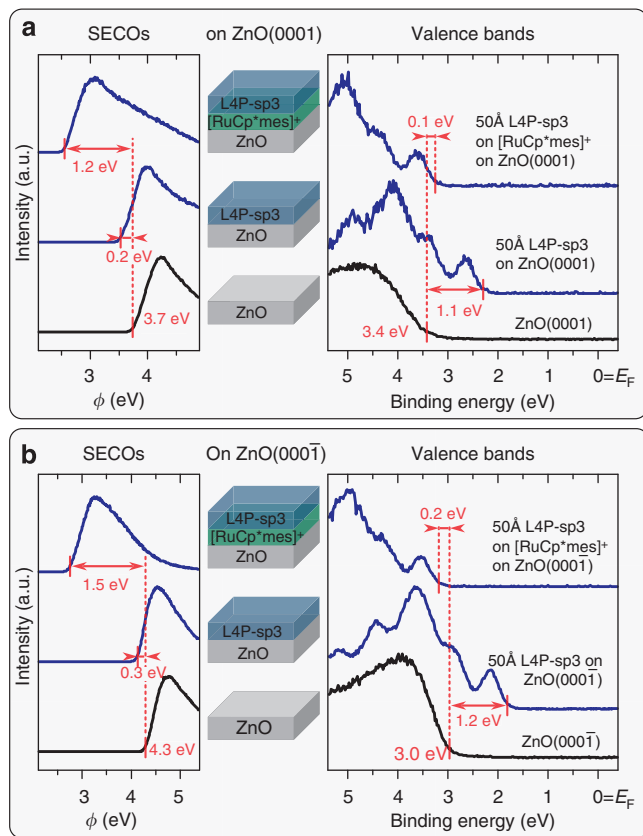 a
SECOs
on ZnO(0001)
Valence bands
Intensity (a.u.)
1.2 eV
0.2 eV
3.7 eV
3
4
ϕ (eV)
L4P-sp3
[RuCp*mes]⁺
ZnO
L4P-sp3
ZnO
ZnO
0.1 eV
50Å L4P-sp3
on [RuCp*mes]⁺
on ZnO(0001)
50Å L4P-sp3
on ZnO(0001)
1.1 eV
ZnO(0001)
3.4 eV
5
4
3
2
1
0=E_F
Binding energy (eV)
b
SECOs
On ZnO(0001̅)
Valence bands
Intensity (a.u.)
1.5 eV
0.3 eV
4.3 eV
3
4
5
ϕ (eV)
L4P-sp3
[RuCp*mes]⁺
ZnO
L4P-sp3
ZnO
ZnO
0.2 eV
50Å L4P-sp3
on [RuCp*mes]⁺
on ZnO(0001̅)
50Å L4P-sp3 on
ZnO(0001̅)
1.2 eV
ZnO(0001̅)
3.0 eV
5
4
3
2
1
0=E_F
Binding energy (eV)